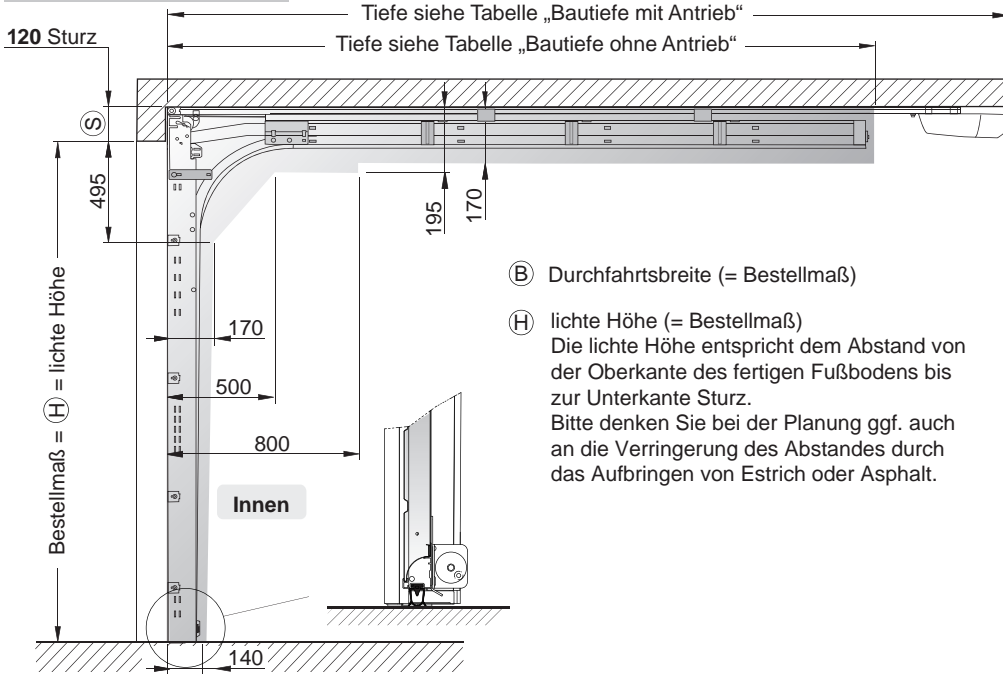 Tiefe siehe Tabelle „Bautiefe mit Antrieb“
120 Sturz
Tiefe siehe Tabelle „Bautiefe ohne Antrieb“
S
495
195
170
Bestellmaß = H = lichte Höhe
B Durchfahrtsbreite (= Bestellmaß)
H lichte Höhe (= Bestellmaß)
Die lichte Höhe entspricht dem Abstand von
der Oberkante des fertigen Fußbodens bis
zur Unterkante Sturz.
Bitte denken Sie bei der Planung ggf. auch
an die Verringerung des Abstandes durch
das Aufbringen von Estrich oder Asphalt.
170
500
800
Innen
140